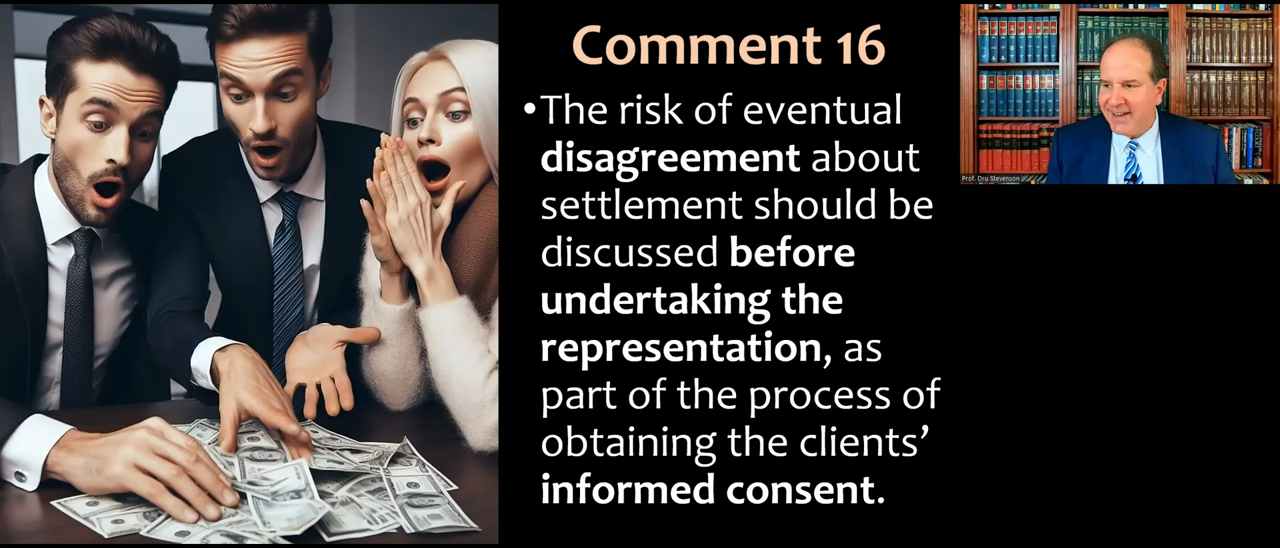 Comment 16
•The risk of eventual
disagreement about
settlement should be
discussed before
undertaking the
representation, as
part of the process of
obtaining the clients’
informed consent.
Prof. Dru Stevenson